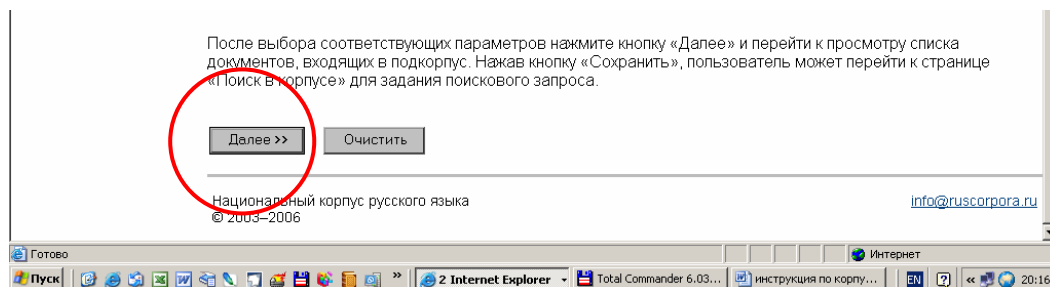 После выбора соответствующих параметров нажмите кнопку «Далее» и перейти к просмотру списка
документов, входящих в подкорпус. Нажав кнопку «Сохранить», пользователь может перейти к странице
«Поиск в корпусе» для задания поискового запроса.
Далее >> Очистить
Национальный корпус русского языка info@ruscorpora.ru
© 2003–2006
Готово Интернет
Пуск » 2 Internet Explorer Total Commander 6.03... инструкция по корпу... EN ? « 20:16